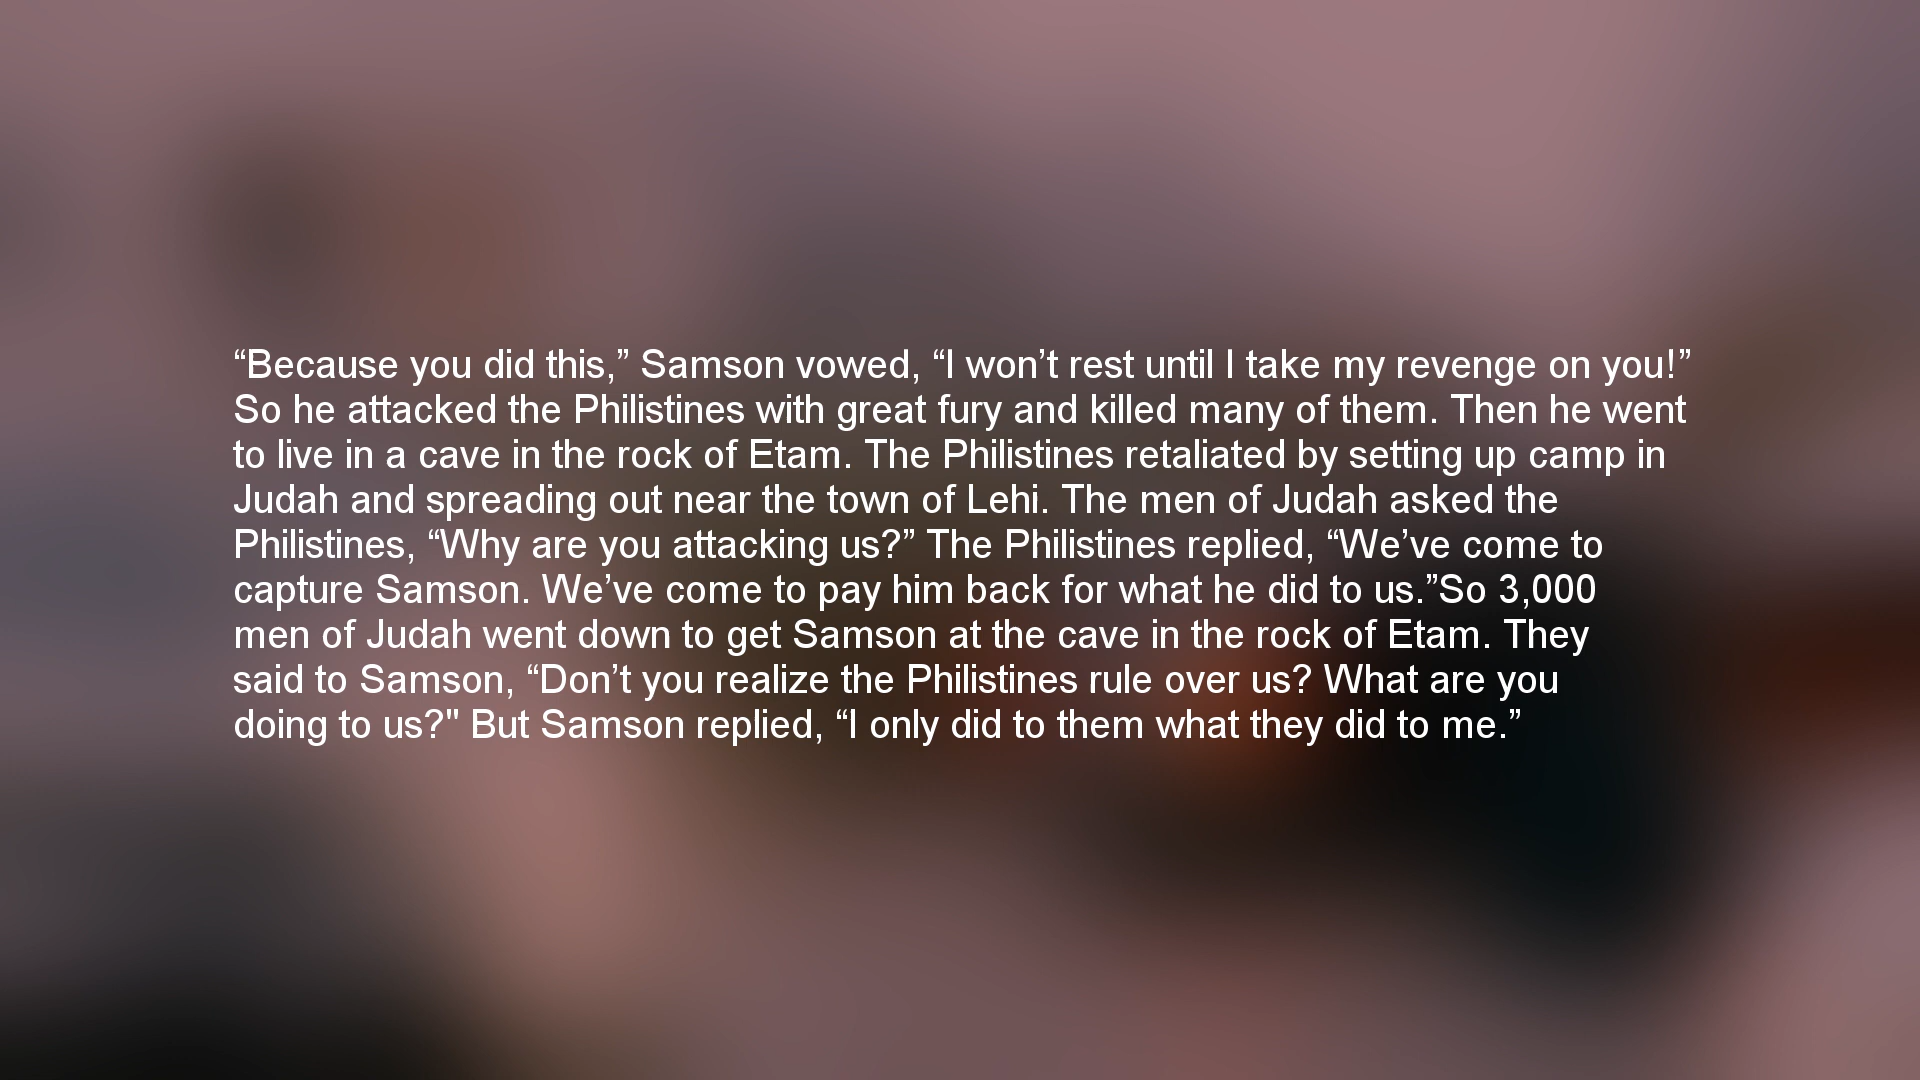 “Because you did this,” Samson vowed, “I won’t rest until I take my revenge on you!”
So he attacked the Philistines with great fury and killed many of them. Then he went
to live in a cave in the rock of Etam. The Philistines retaliated by setting up camp in
Judah and spreading out near the town of Lehi. The men of Judah asked the
Philistines, “Why are you attacking us?” The Philistines replied, “We’ve come to
capture Samson. We’ve come to pay him back for what he did to us.”So 3,000
men of Judah went down to get Samson at the cave in the rock of Etam. They
said to Samson, “Don’t you realize the Philistines rule over us? What are you
doing to us?" But Samson replied, “I only did to them what they did to me.”